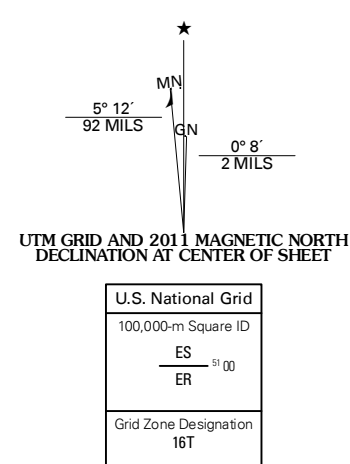 ★
MN
5° 12´
92 MILS
GN
0° 8´
2 MILS
UTM GRID AND 2011 MAGNETIC NORTH
DECLINATION AT CENTER OF SHEET
U.S. National Grid
100,000-m Square ID
ES
51 00
ER
Grid Zone Designation
16T